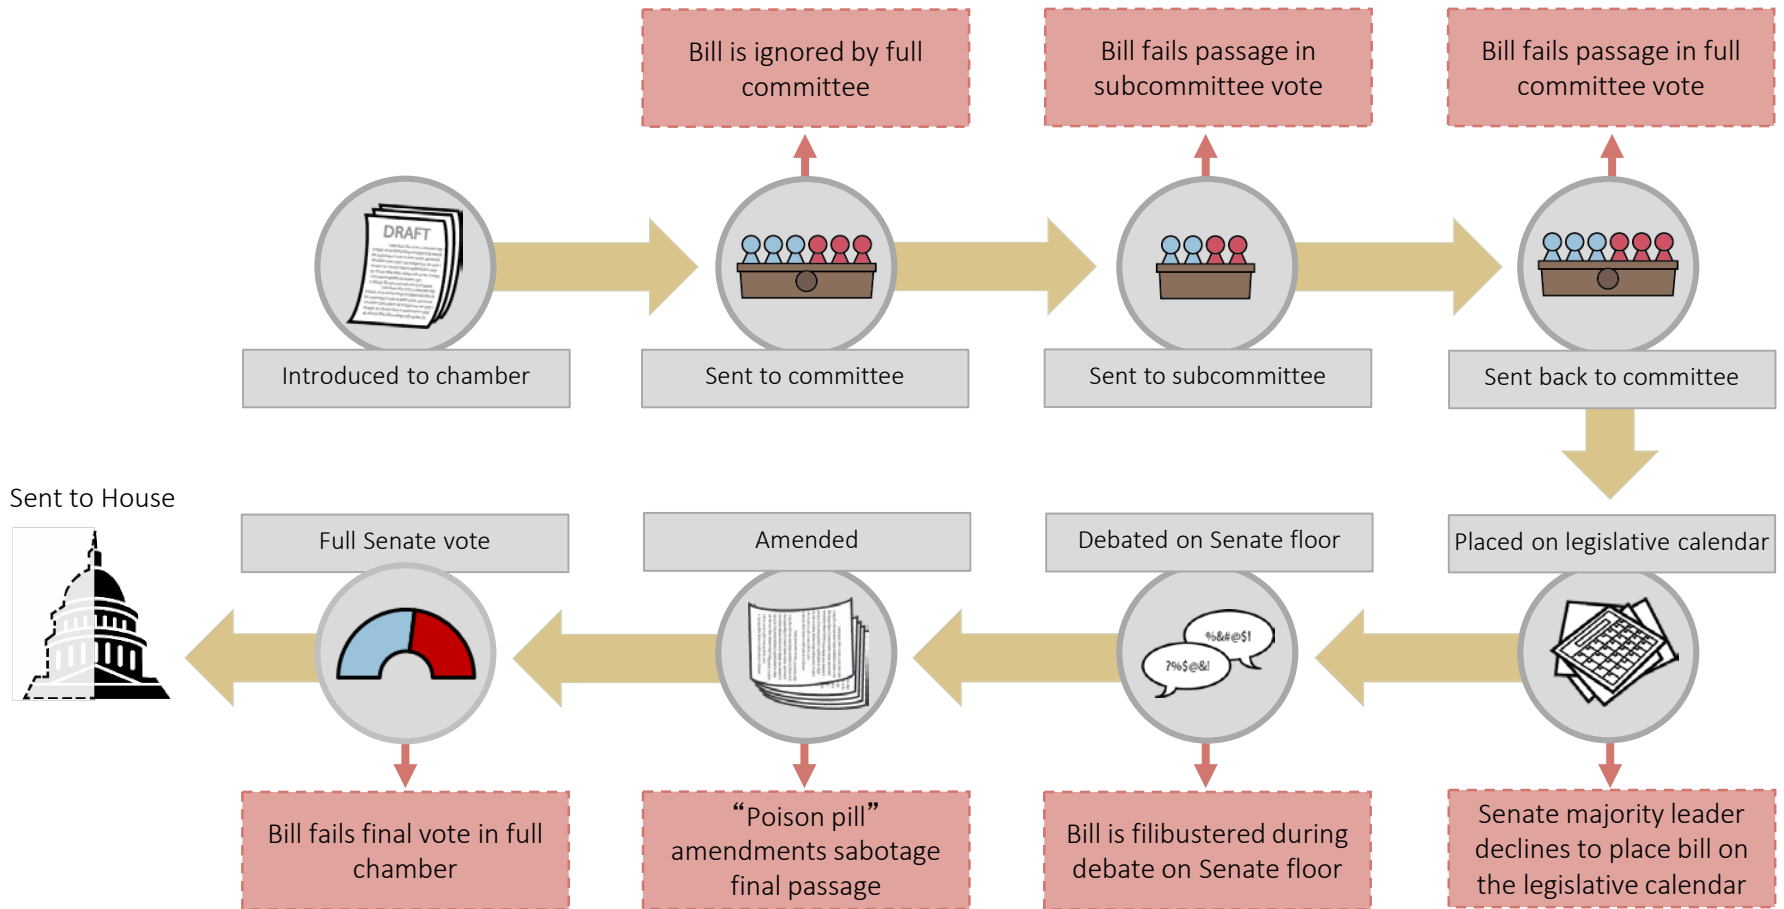 Bill is ignored by full
committee
Bill fails passage in
subcommittee vote
Bill fails passage in full
committee vote
DRAFT
Introduced to chamber
Sent to committee
Sent to subcommittee
Sent back to committee
Sent to House
Full Senate vote
Amended
Debated on Senate floor
Placed on legislative calendar
%&#@$!
?%$@&!
Bill fails final vote in full
chamber
“Poison pill”
amendments sabotage
final passage
Bill is filibustered during
debate on Senate floor
Senate majority leader
declines to place bill on
the legislative calendar